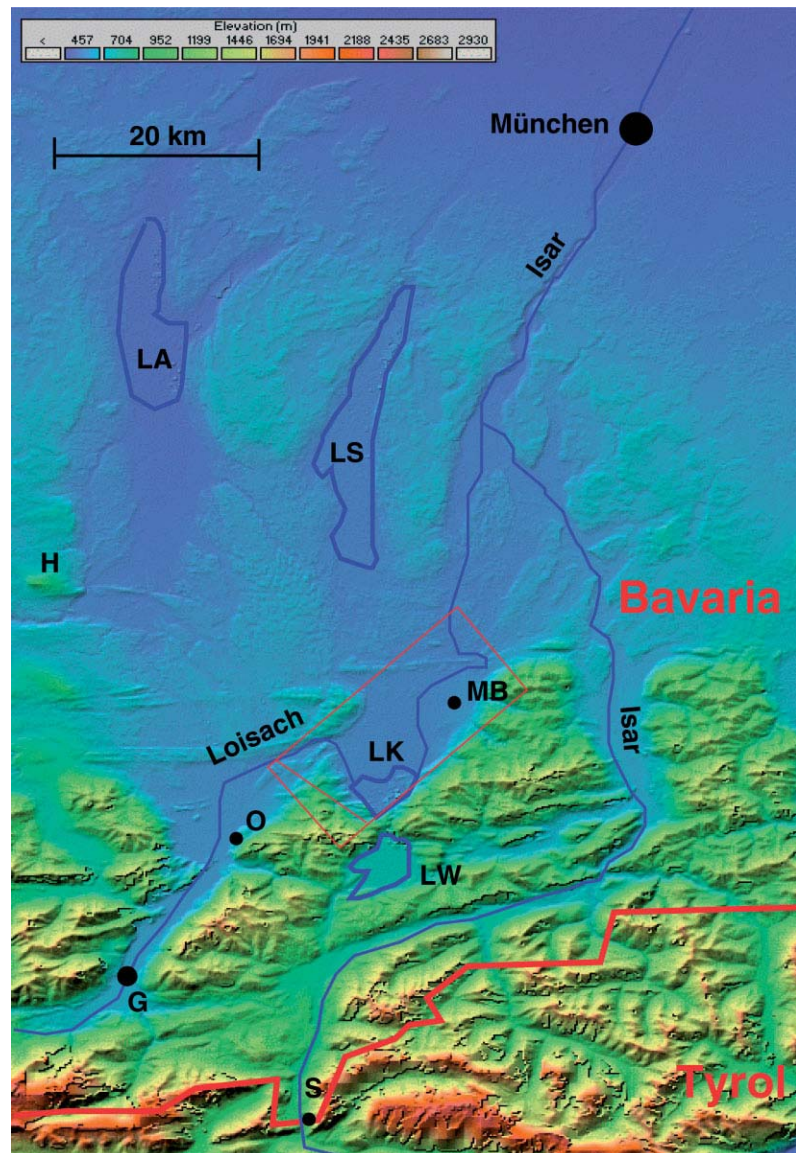 Elevation (m)
< 457 704 952 1199 1446 1694 1941 2188 2435 2683 2930
München
20 km
Isar
LA
LS
H
Bavaria
MB
Isar
Loisach
LK
O
LW
G
Tyrol
S